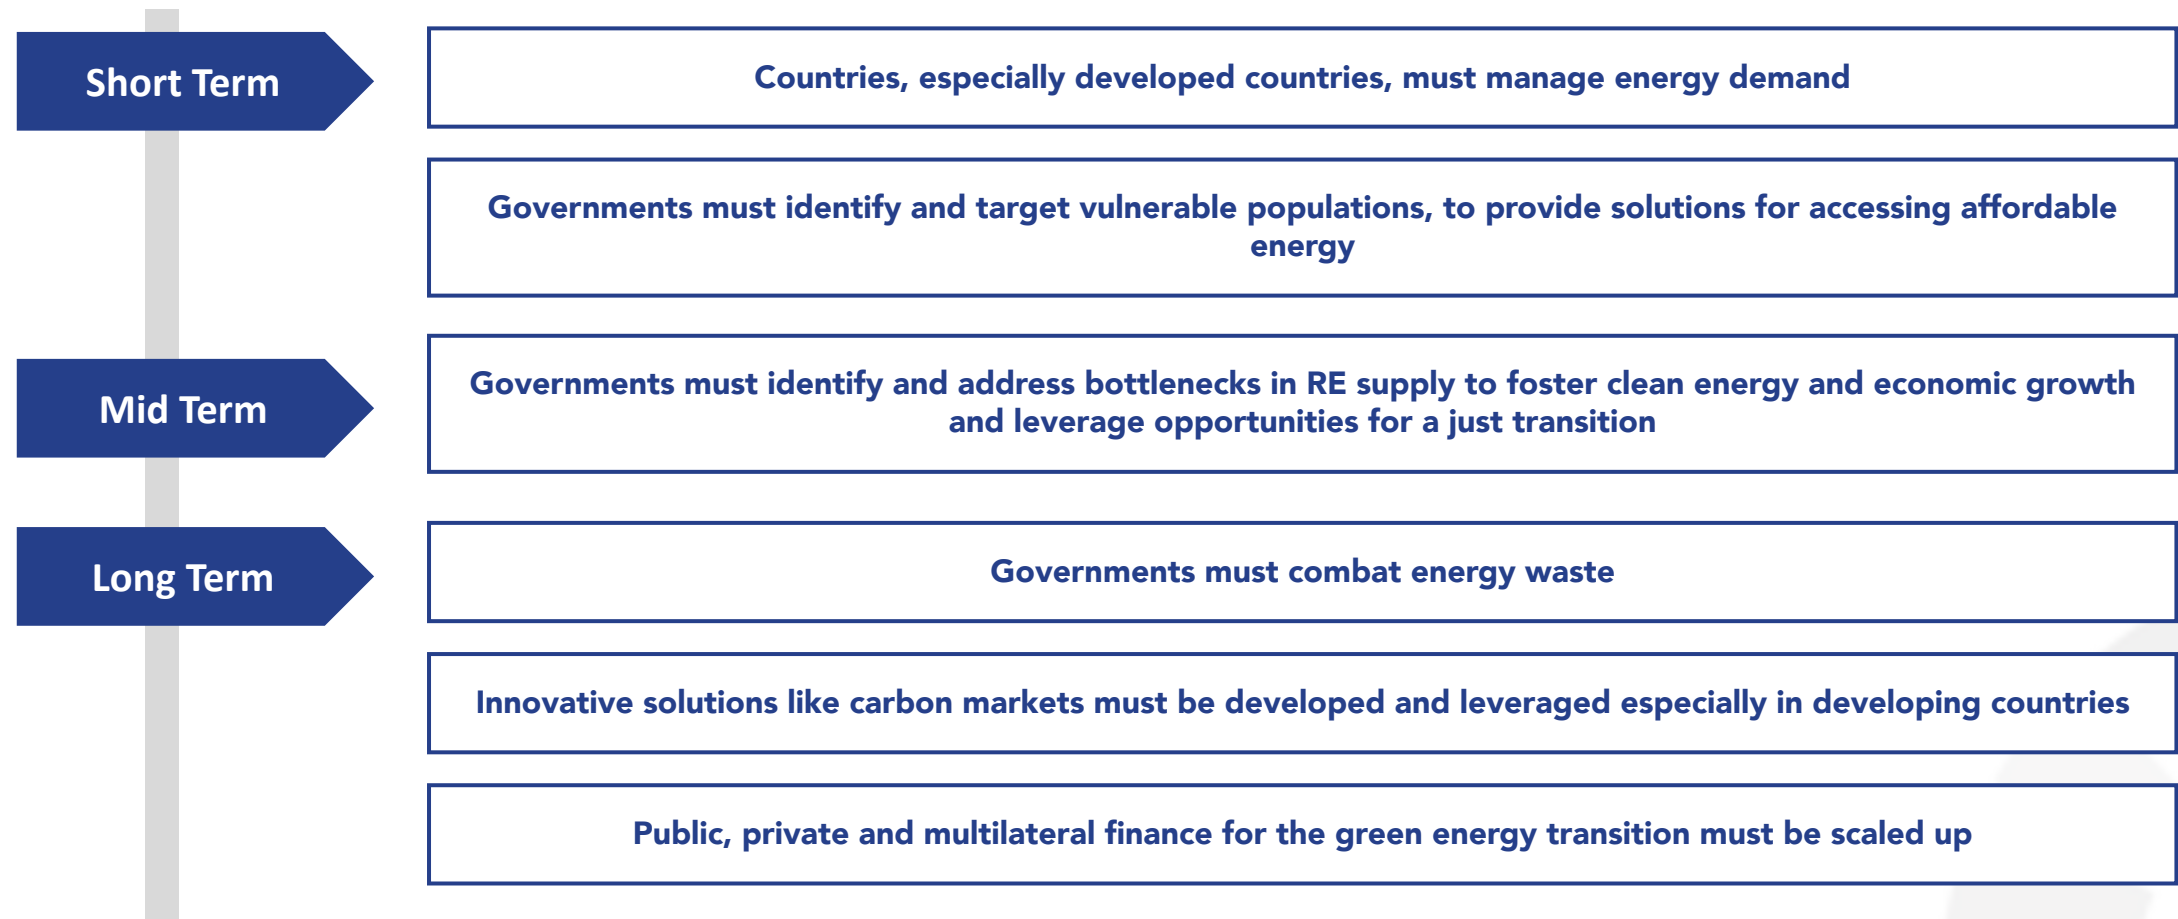 Short Term
Countries, especially developed countries, must manage energy demand
Governments must identify and target vulnerable populations, to provide solutions for accessing affordable
energy
Mid Term
Governments must identify and address bottlenecks in RE supply to foster clean energy and economic growth
and leverage opportunities for a just transition
Long Term
Governments must combat energy waste
Innovative solutions like carbon markets must be developed and leveraged especially in developing countries
Public, private and multilateral finance for the green energy transition must be scaled up